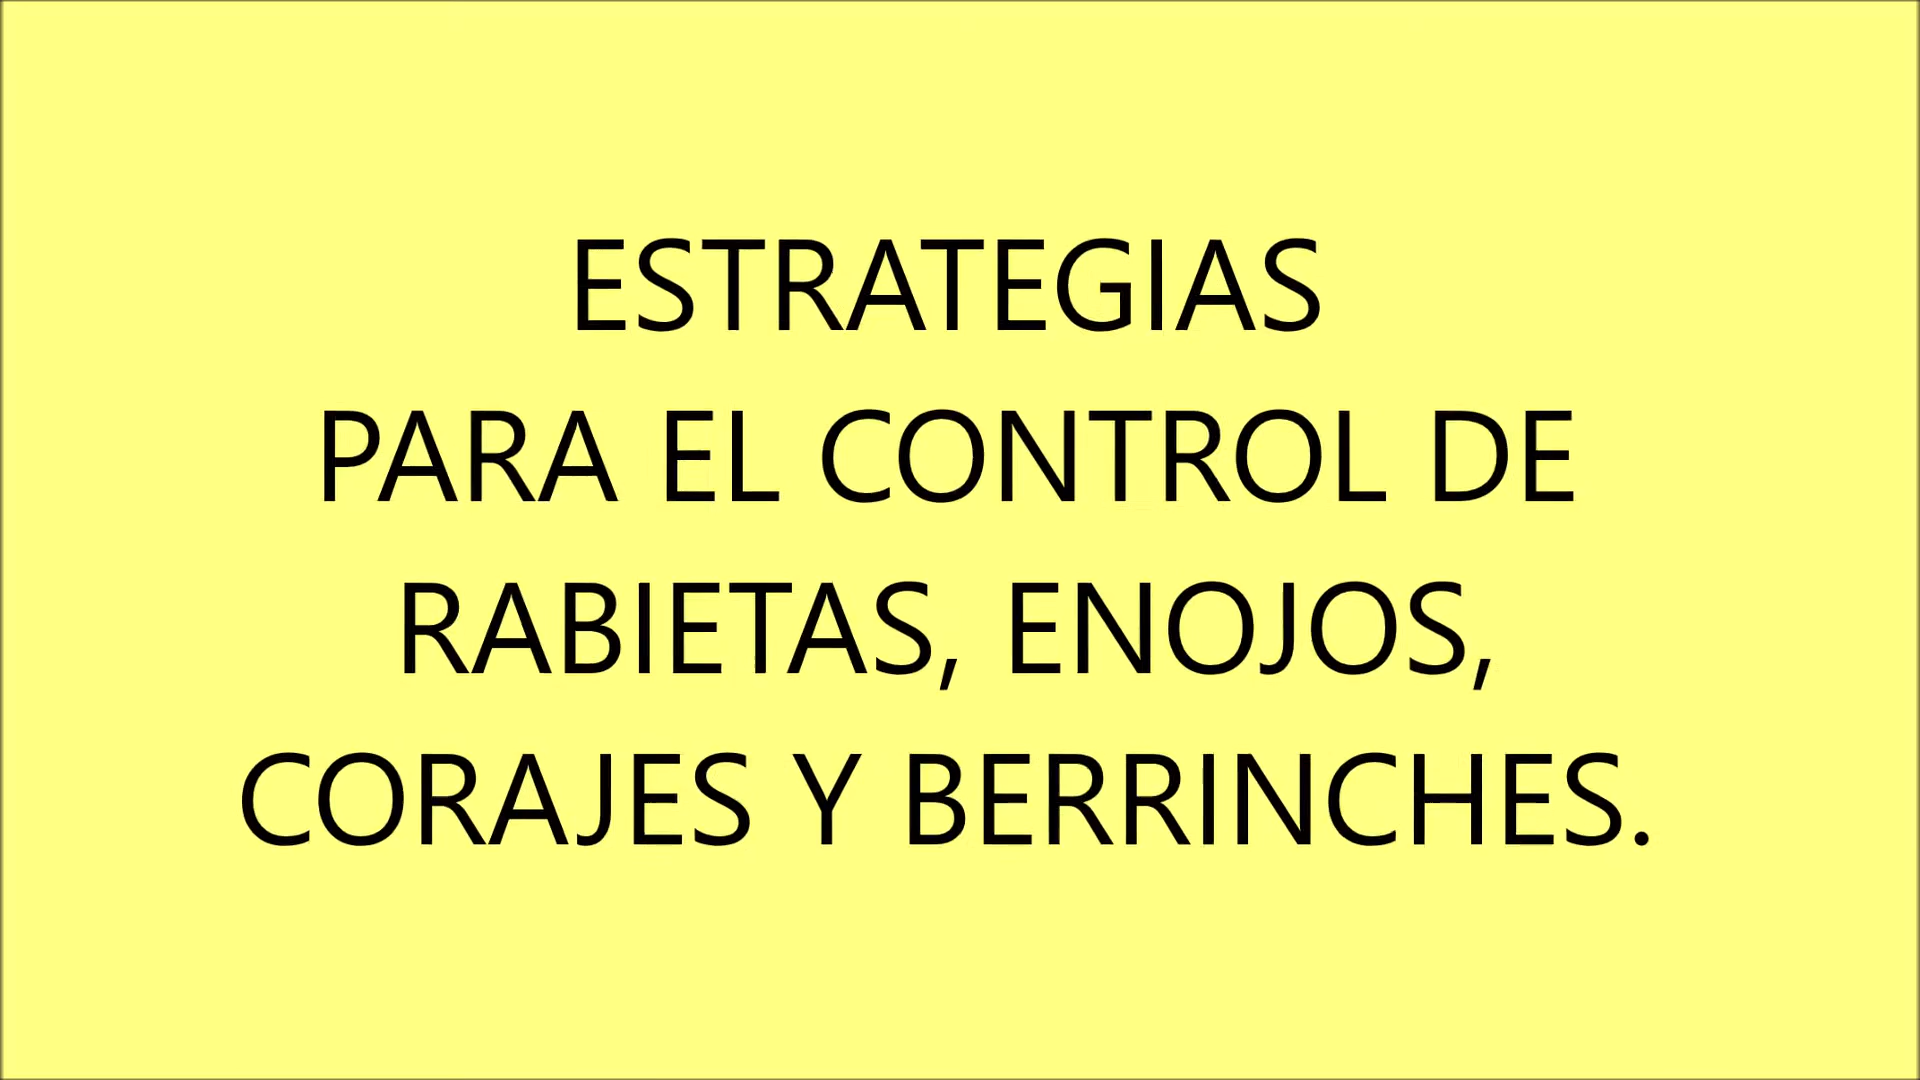 ESTRATEGIAS
PARA EL CONTROL DE
RABIETAS, ENOJOS,
CORAJES Y BERRINCHES.